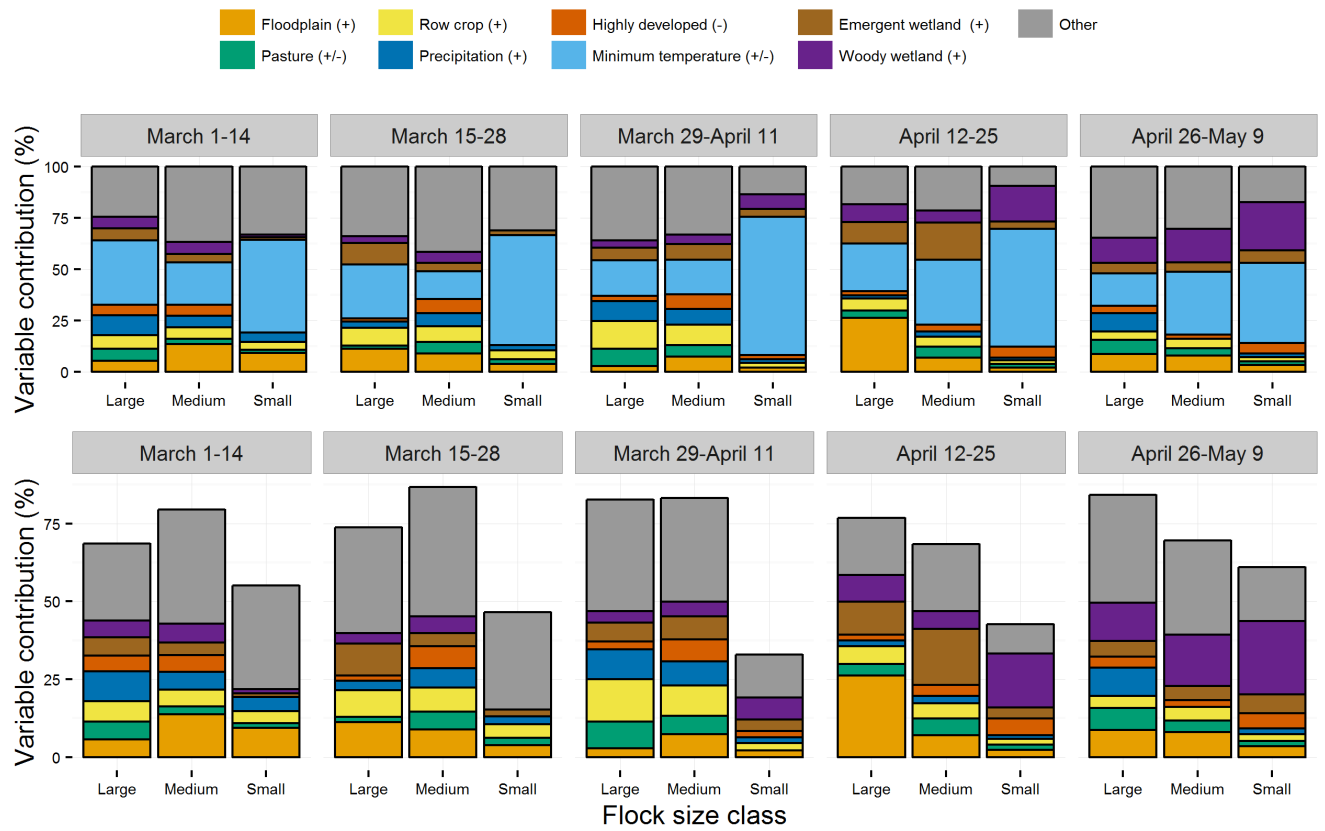 Floodplain (+) Row crop (+) Highly developed (-) Emergent wetland (+) Other
Pasture (+/-) Precipitation (+) Minimum temperature (+/-) Woody wetland (+)
March 1-14 March 15-28 March 29-April 11 April 12-25 April 26-May 9
Variable contribution (%)
100
75
50
25
0
Large Medium Small Large Medium Small Large Medium Small Large Medium Small Large Medium Small
March 1-14 March 15-28 March 29-April 11 April 12-25 April 26-May 9
Variable contribution (%)
75
50
25
0
Large Medium Small Large Medium Small Large Medium Small Large Medium Small Large Medium Small
Flock size class